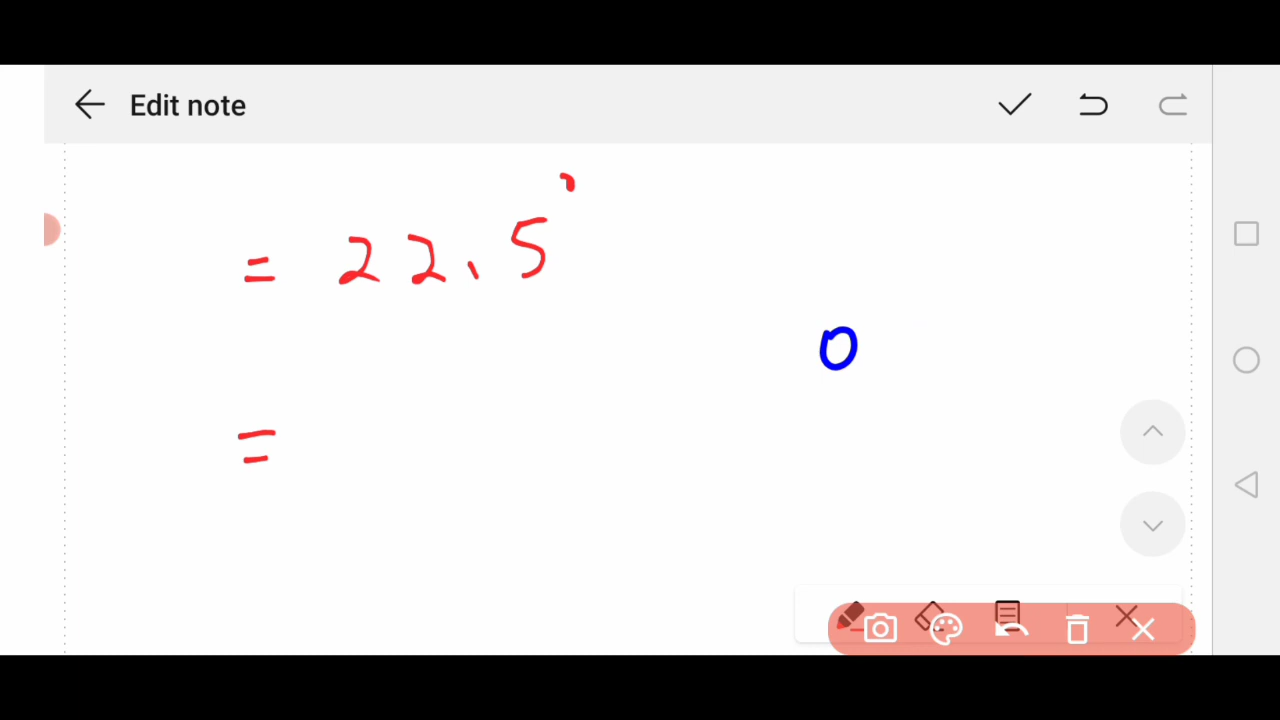 Edit note
= 22.5°
0
=